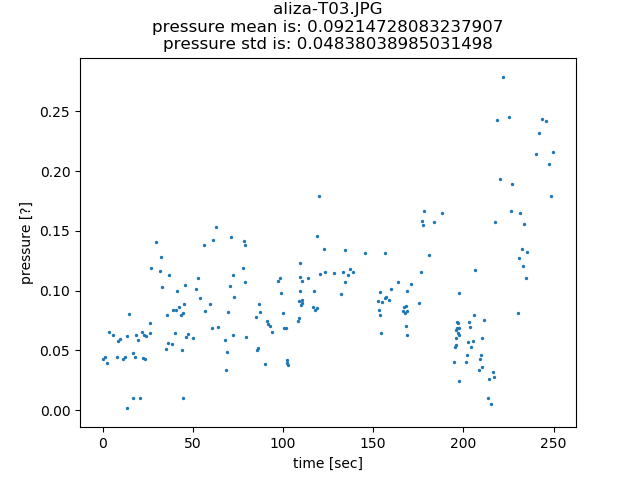 aliza-T03.JPG
pressure mean is: 0.09214728083237907
pressure std is: 0.04838038985031498
0.25
0.20
0.15
0.10
0.05
0.00
pressure [?]
0 50 100 150 200 250
time [sec]